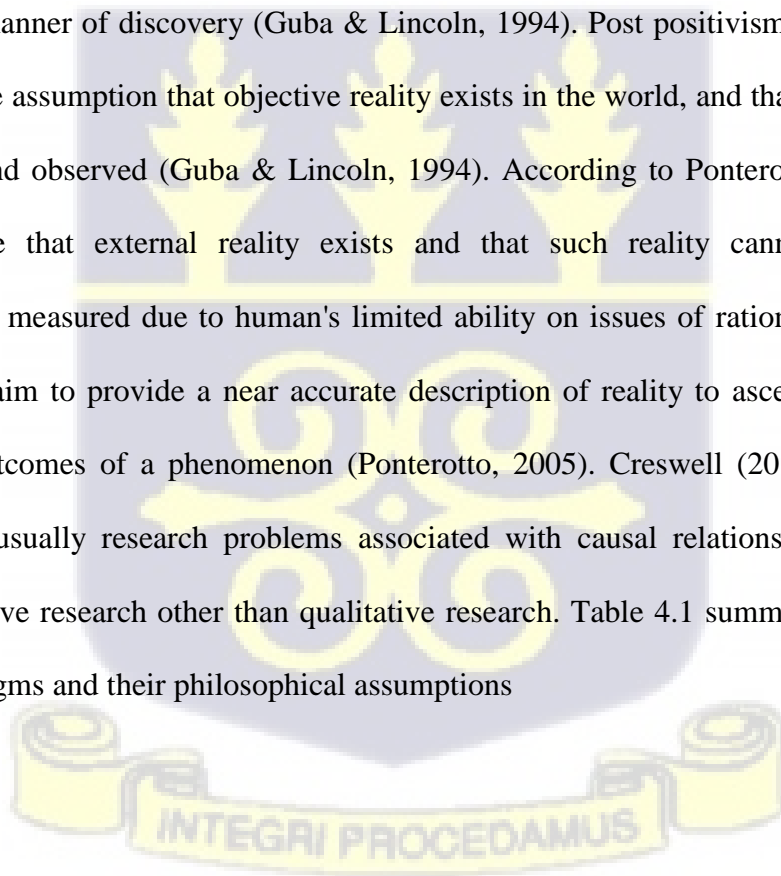 anner of discovery (Guba & Lincoln, 1994). Post positivism
e assumption that objective reality exists in the world, and tha
nd observed (Guba & Lincoln, 1994). According to Pontero
e that external reality exists and that such reality cann
measured due to human's limited ability on issues of ration
aim to provide a near accurate description of reality to asce
tcomes of a phenomenon (Ponterotto, 2005). Creswell (20
usually research problems associated with causal relations
ve research other than qualitative research. Table 4.1 summ
gms and their philosophical assumptions
INTEGRI PROCEDAMUS